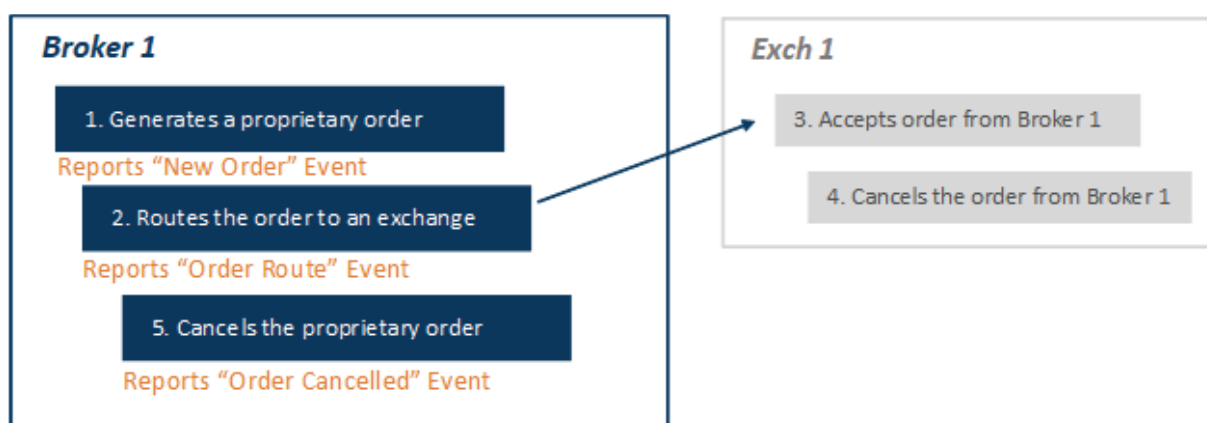 Broker 1
1. Generates a proprietary order
Reports “New Order” Event
2. Routes the order to an exchange
Reports “Order Route” Event
5. Cancels the proprietary order
Reports “Order Cancelled” Event
Exch 1
3. Accepts order from Broker 1
4. Cancels the order from Broker 1